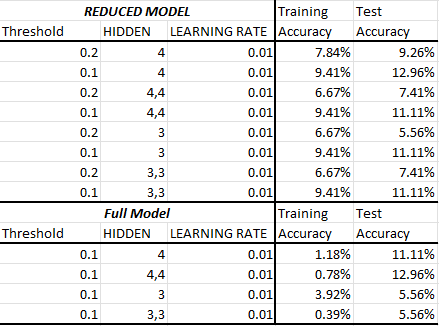 REDUCED MODEL Training Test
Threshold HIDDEN LEARNING RATE Accuracy Accuracy
0.2 4 0.01 7.84% 9.26%
0.1 4 0.01 9.41% 12.96%
0.2 4,4 0.01 6.67% 7.41%
0.1 4,4 0.01 9.41% 11.11%
0.2 3 0.01 6.67% 5.56%
0.1 3 0.01 9.41% 11.11%
0.2 3,3 0.01 6.67% 7.41%
0.1 3,3 0.01 9.41% 11.11%
Full Model Training Test
Threshold HIDDEN LEARNING RATE Accuracy Accuracy
0.1 4 0.01 1.18% 11.11%
0.1 4,4 0.01 0.78% 12.96%
0.1 3 0.01 3.92% 5.56%
0.1 3,3 0.01 0.39% 5.56%